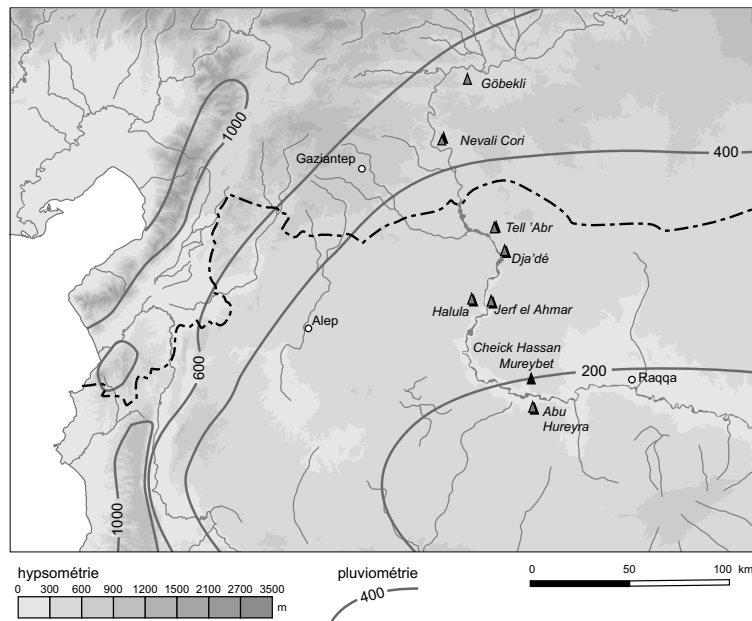 Göbekli
1000
Nevali Cori
Gaziantep
400
Tell 'Abr
Dja'dé
Halula
Jerf el Ahmar
Alep
Cheick Hassan
Mureybet
600
200
Raqqa
Abu
Hureyra
1000
hypsométrie
0 300 600 900 1200 1500 2100 2700 3500
m
pluviométrie
400
0 50 100 km